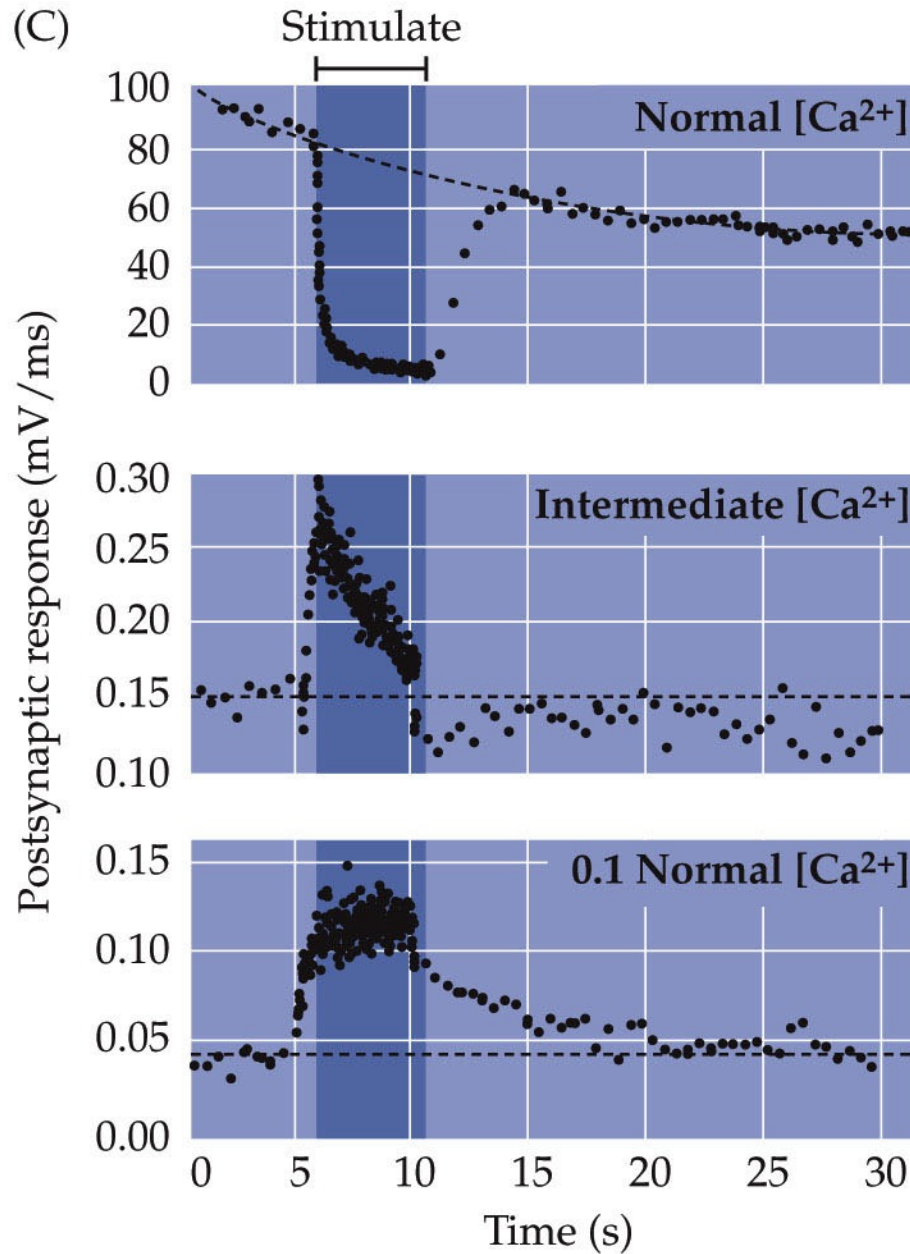 (C)
Stimulate
Postsynaptic response (mV/ms)
100
80
60
40
20
0
Normal [Ca²⁺]
0.30
0.25
0.20
0.15
0.10
Intermediate [Ca²⁺]
0.15
0.10
0.05
0.00
0.1 Normal [Ca²⁺]
0 5 10 15 20 25 30
Time (s)